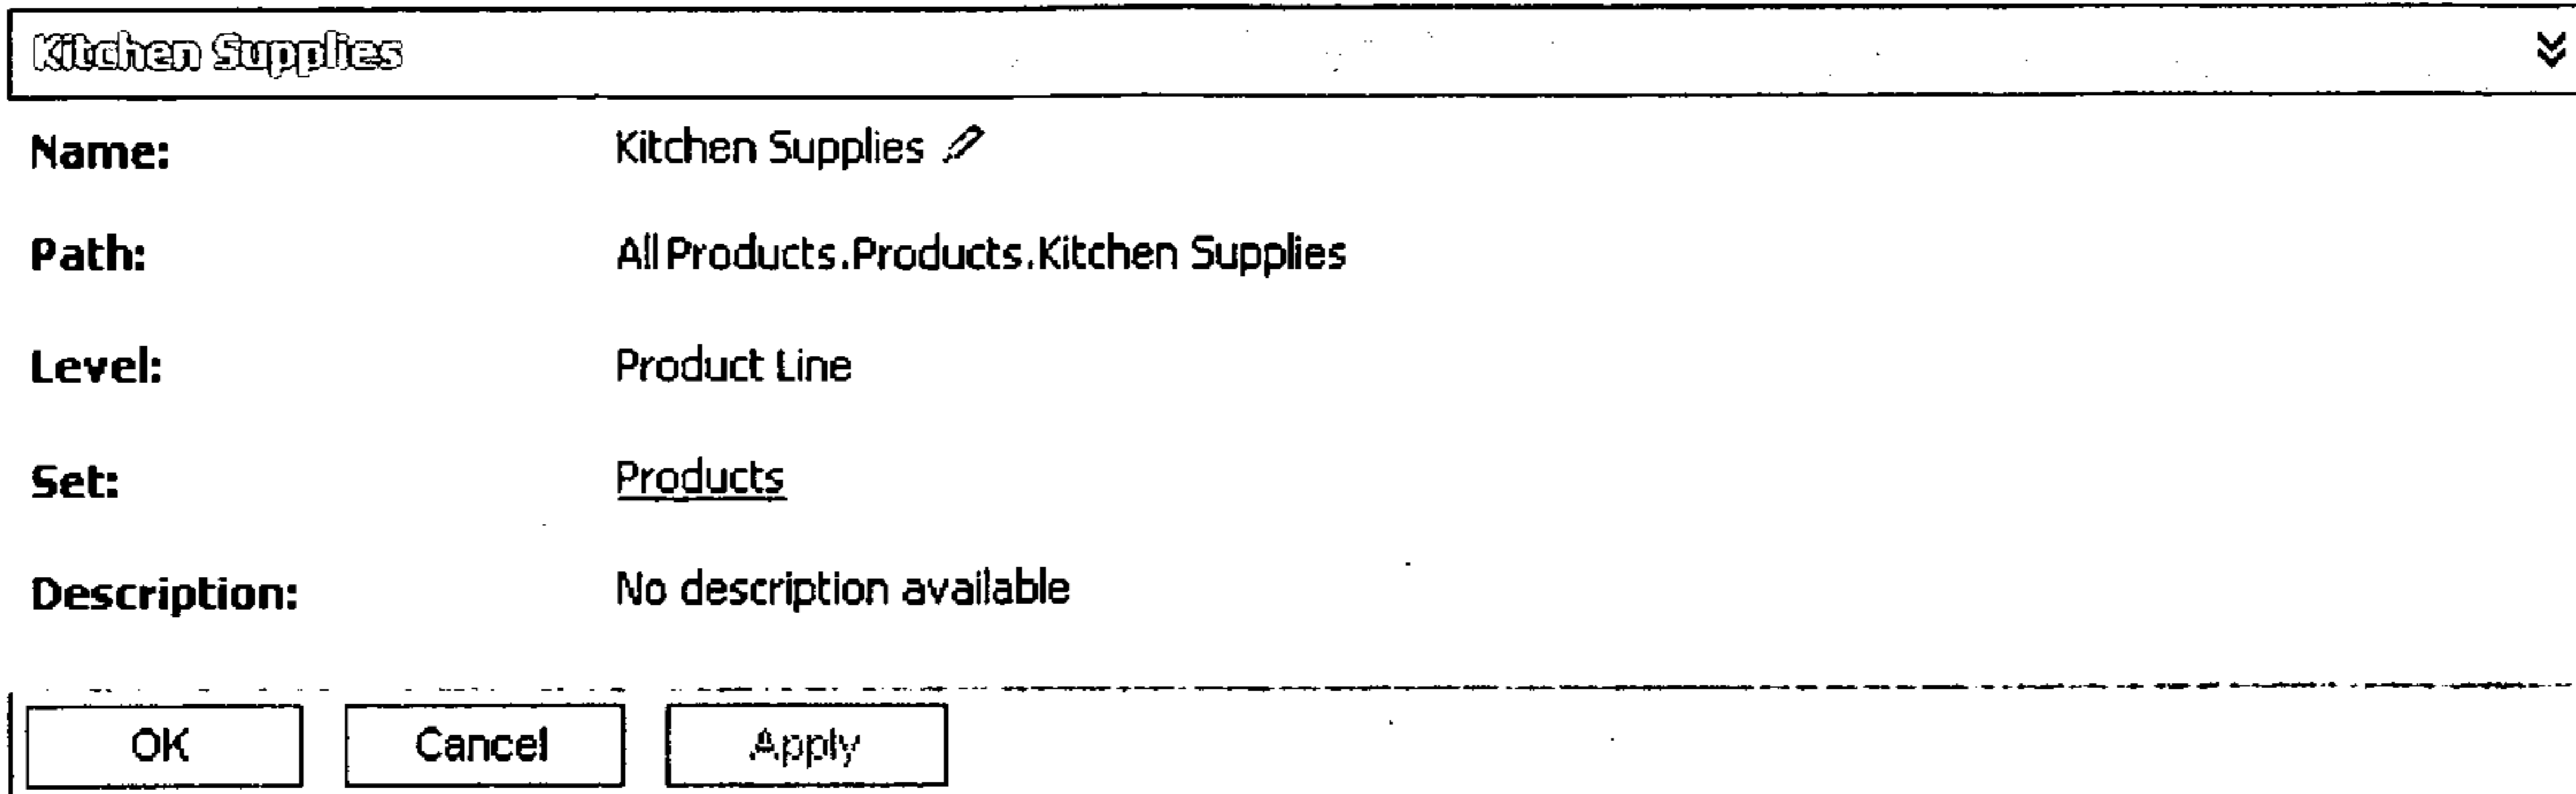 Kitchen Supplies
Name: Kitchen Supplies
Path: All Products.Products.Kitchen Supplies
Level: Product Line
Set: Products
Description: No description available
OK Cancel Apply